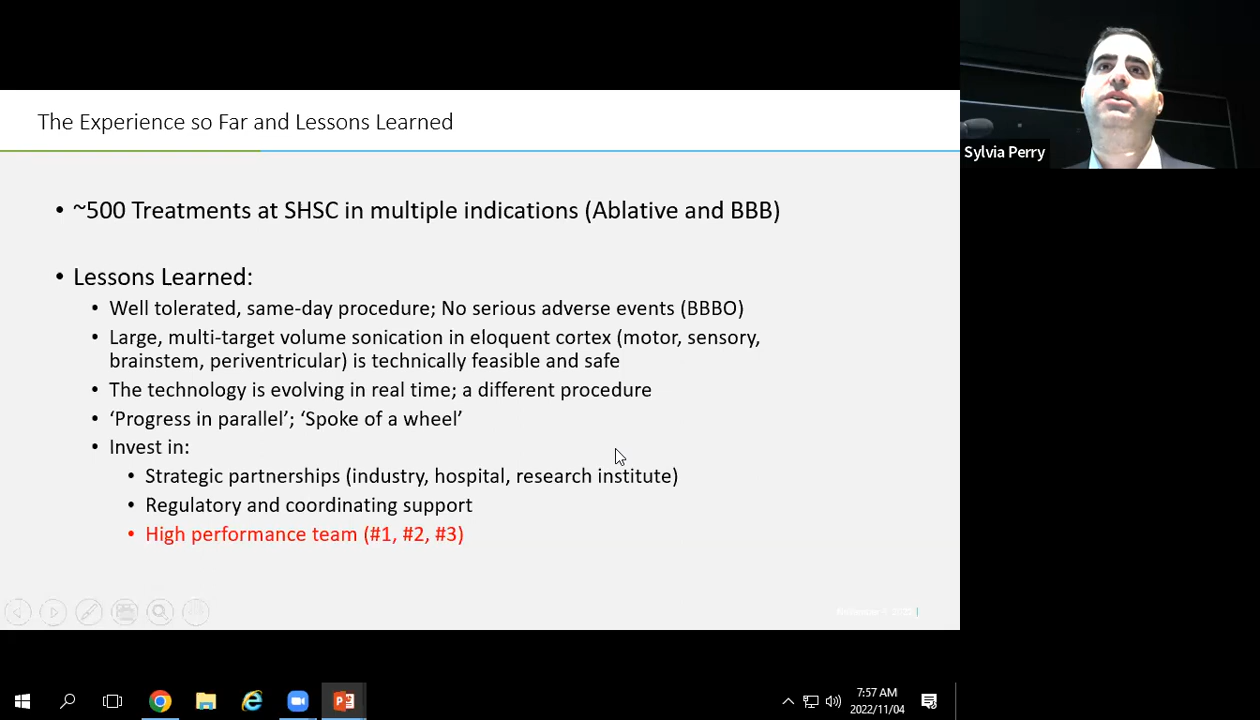 The Experience so Far and Lessons Learned
Sylvia Perry
• ~500 Treatments at SHSC in multiple indications (Ablative and BBB)
• Lessons Learned:
• Well tolerated, same-day procedure; No serious adverse events (BBBO)
• Large, multi-target volume sonication in eloquent cortex (motor, sensory,
brainstem, periventricular) is technically feasible and safe
• The technology is evolving in real time; a different procedure
• ‘Progress in parallel’; ‘Spoke of a wheel’
• Invest in:
• Strategic partnerships (industry, hospital, research institute)
• Regulatory and coordinating support
• High performance team (#1, #2, #3)
7:57 AM
2022/11/04